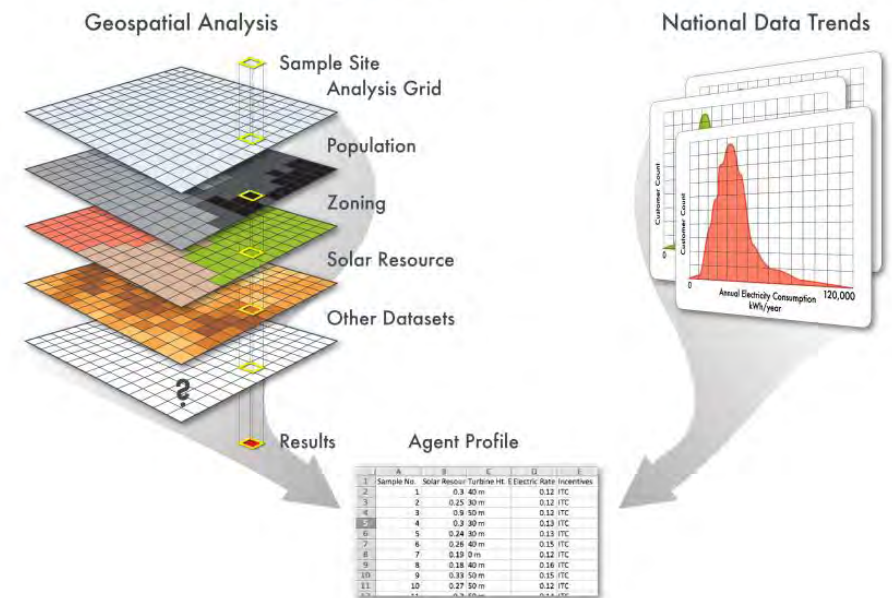 Geospatial Analysis
National Data Trends
Sample Site
Analysis Grid
Population
Zoning
Solar Resource
Other Datasets
?
Results
Customer Count
0
Customer Count
0
Annual Electricity Consumption
kWh/year
120,000
Agent Profile
A B C D E
1 Sample No. Solar Resour Turbine Ht. E Electric Rate Incentives
2 1 0.3 40 m 0.12 ITC
3 2 0.25 30 m 0.12 ITC
4 3 0.9 50 m 0.12 ITC
5 4 0.3 30 m 0.13 ITC
6 5 0.24 30 m 0.13 ITC
7 6 0.26 40 m 0.15 ITC
8 7 0.19 0 m 0.12 ITC
9 8 0.18 40 m 0.16 ITC
10 9 0.33 50 m 0.15 ITC
11 10 0.27 50 m 0.12 ITC